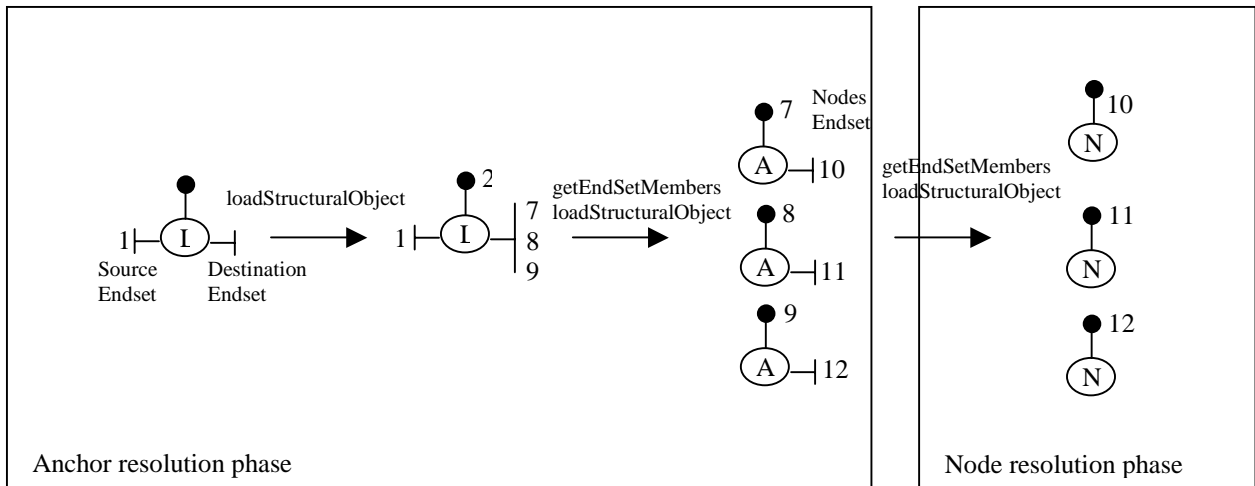 7
Nodes
Endset
A
10
10
N
2
loadStructuralObject
getEndSetMembers
loadStructuralObject
getEndSetMembers
loadStructuralObject
1
L
1
L
7
8
9
8
A
11
11
N
Source
Endset
Destination
Endset
9
A
12
12
N
Anchor resolution phase
Node resolution phase